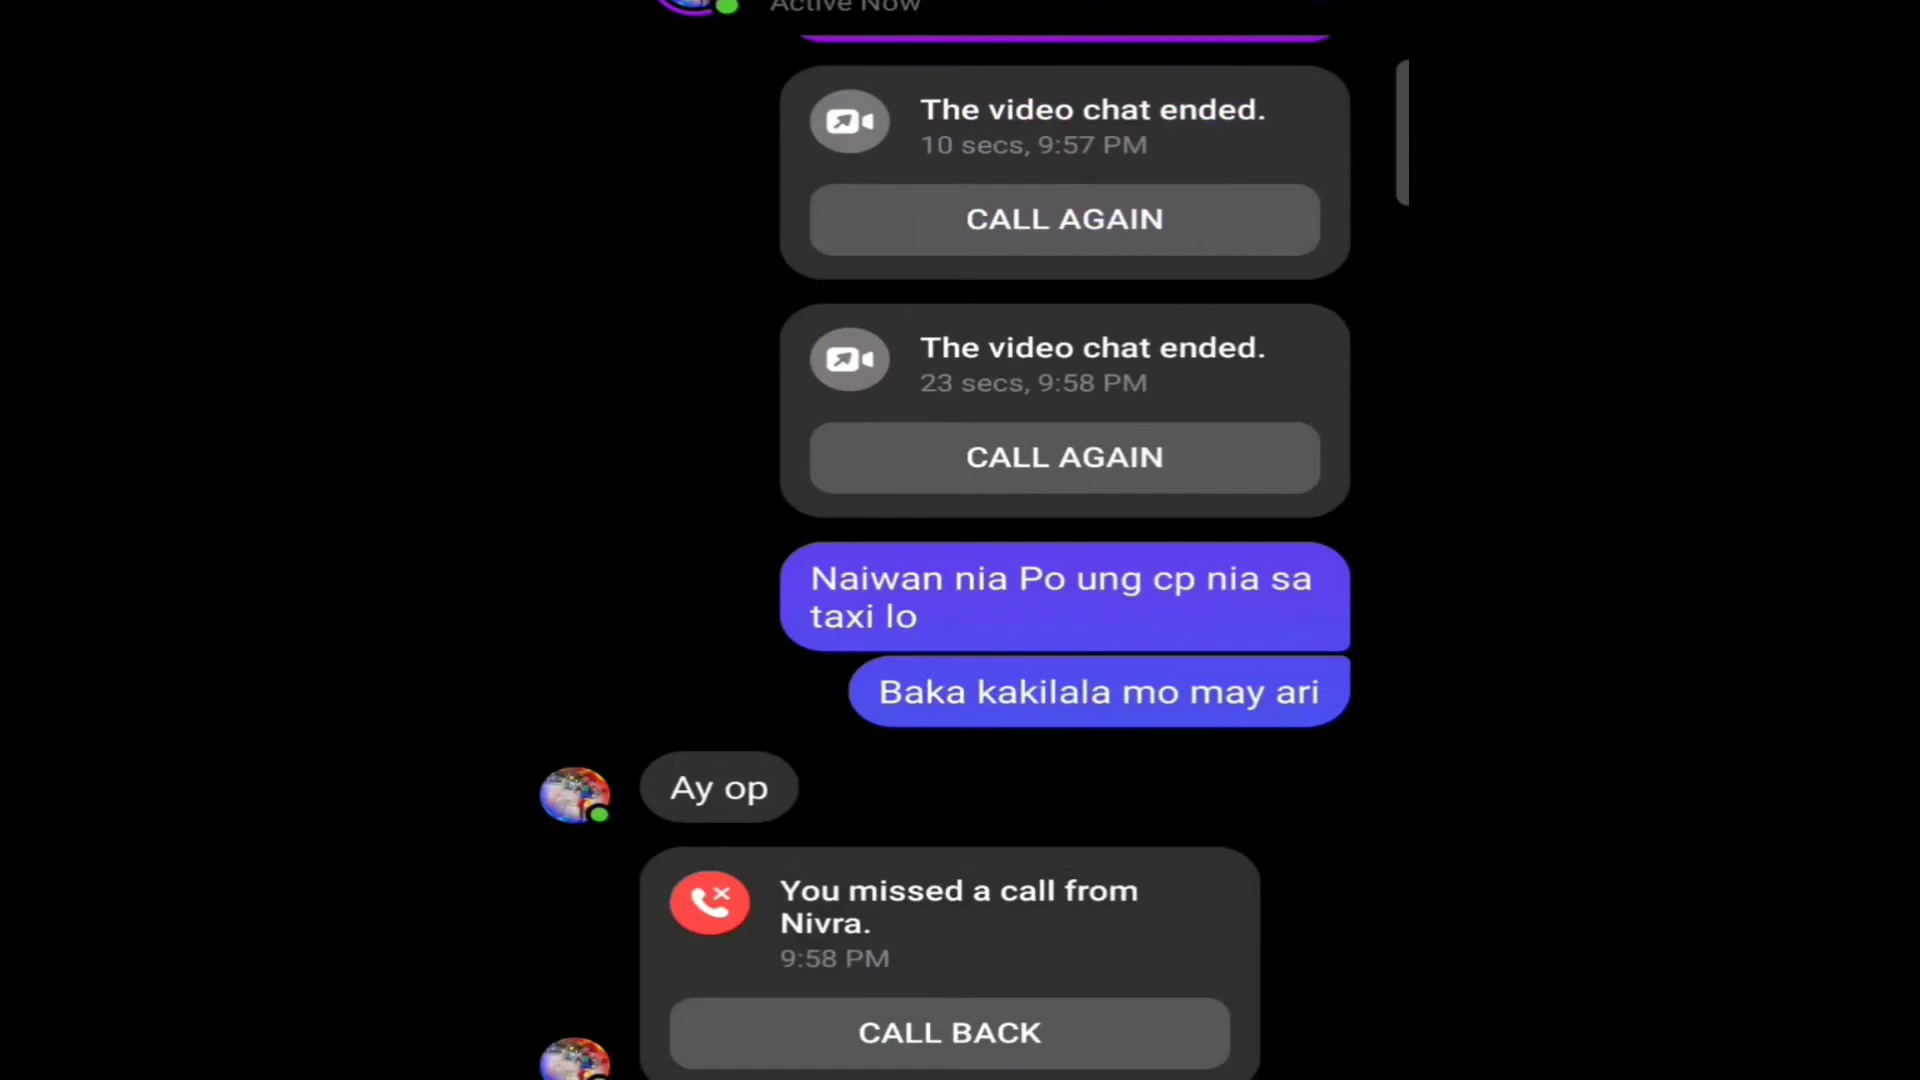 Active Now
The video chat ended.
10 secs, 9:57 PM
CALL AGAIN
The video chat ended.
23 secs, 9:58 PM
CALL AGAIN
Naiwan nia Po ung cp nia sa
taxi lo
Baka kakilala mo may ari
Ay op
You missed a call from
Nivra.
9:58 PM
CALL BACK